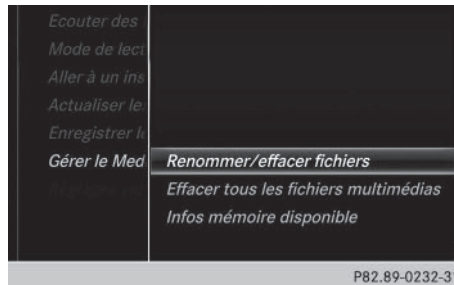 Ecouter des
Mode de lect
Aller à un ins
Actualiser le
Enregistrer
Gérer le Med
Renommer/effacer fichiers
Effacer tous les fichiers multimédias
Infos mémoire disponible
P82.89-0232-3